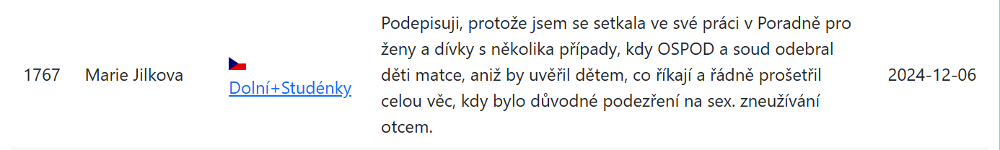 1767
Marie Jilkova
Dolní+Studénky
Podepisuji, protože jsem se setkala ve své práci v Poradně pro
ženy a dívky s několika případy, kdy OSPOD a soud odebral
děti matce, aniž by uvěřil dětem, co říkají a řádně prošetřil
celou věc, kdy bylo důvodné podezření na sex. zneužívání
otcem.
2024-12-06